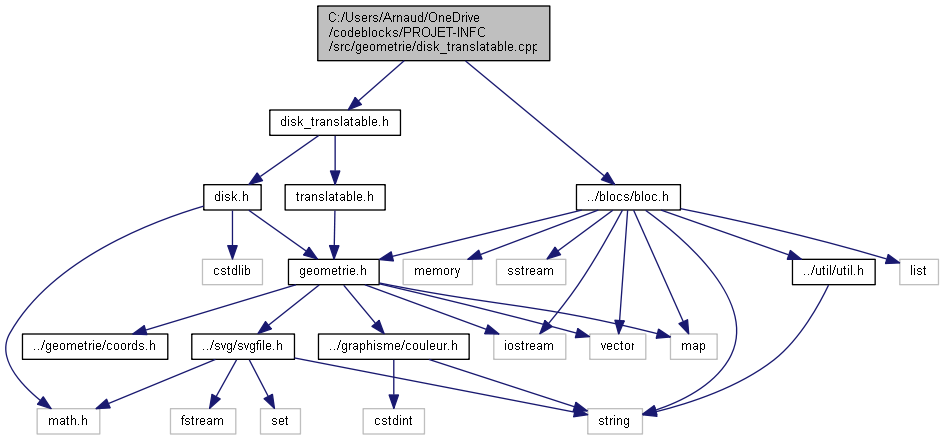 C:/Users/Arnaud/OneDrive
/codeblocks/PROJET-INFO
/src/geometrie/disk_translatable.cpp
disk_translatable.h
disk.h
translatable.h
../blocs/bloc.h
cstdlib
geometrie.h
memory
sstream
../util/util.h
list
../geometrie/coords.h
../svg/svgfile.h
../graphisme/couleur.h
iostream
vector
map
math.h
fstream
set
cstdint
string